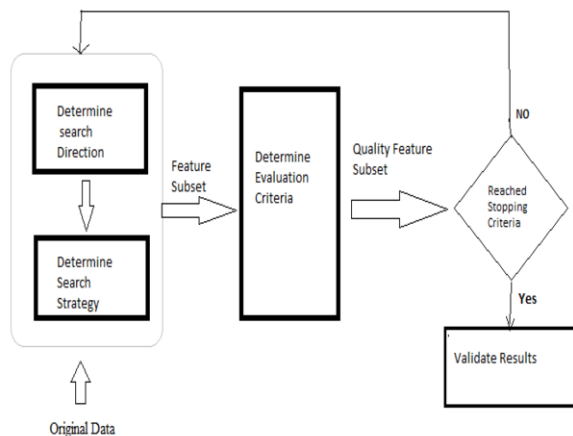 Determine
search
Direction
Determine
Search
Strategy
Original Data
Feature
Subset
Determine
Evaluation
Criteria
Quality Feature
Subset
NO
Reached
Stopping
Criteria
Yes
Validate Results